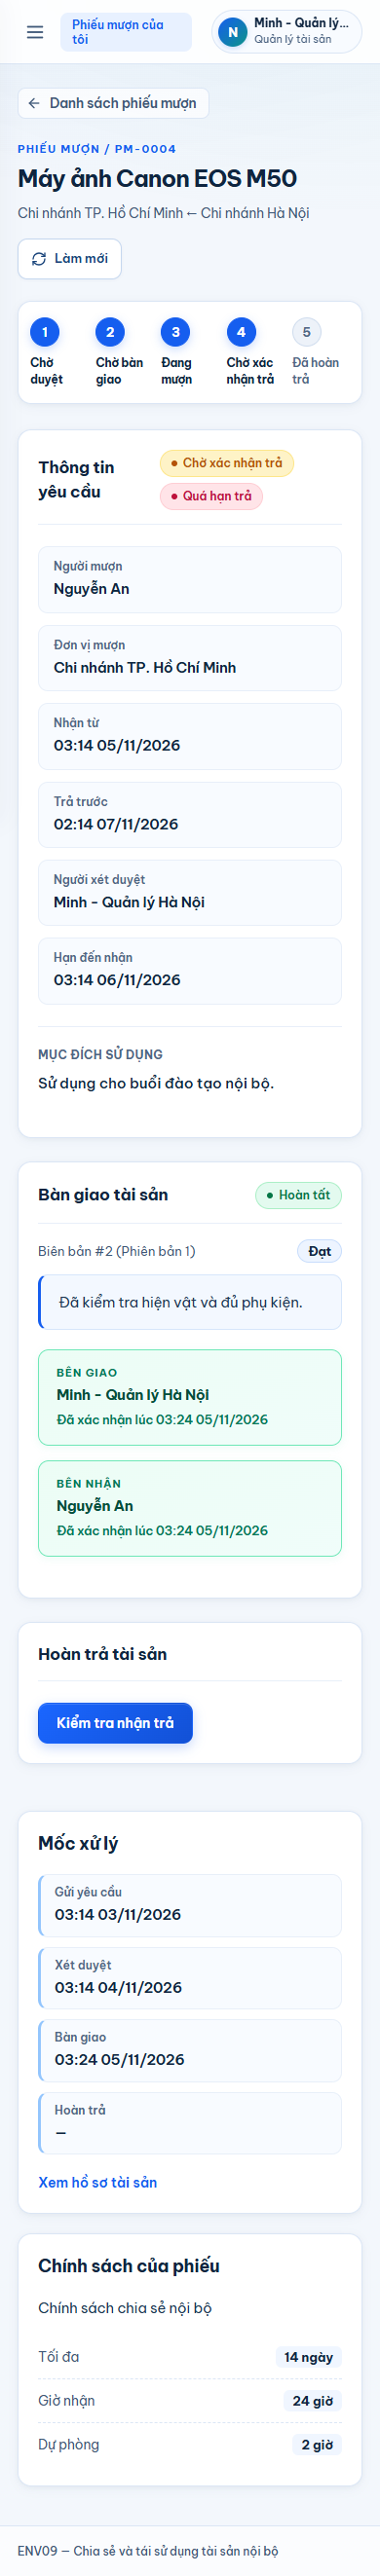 Phiếu mượn của
tôi
N
Minh - Quản lý...
Quản lý tài sản
← Danh sách phiếu mượn
PHIẾU MƯỢN / PM-0004
Máy ảnh Canon EOS M50
Chi nhánh TP. Hồ Chí Minh ← Chi nhánh Hà Nội
Làm mới
1
2
3
4
5
Chờ duyệt
Chờ bàn giao
Đang mượn
Chờ xác nhận trả
Đã hoàn trả
Thông tin
yêu cầu
Chờ xác nhận trả
Quá hạn trả
Người mượn
Nguyễn An
Đơn vị mượn
Chi nhánh TP. Hồ Chí Minh
Nhận từ
03:14 05/11/2026
Trả trước
02:14 07/11/2026
Người xét duyệt
Minh - Quản lý Hà Nội
Hạn đến nhận
03:14 06/11/2026
MỤC ĐÍCH SỬ DỤNG
Sử dụng cho buổi đào tạo nội bộ.
Bàn giao tài sản
Hoàn tất
Biên bản #2 (Phiên bản 1)
Đạt
Đã kiểm tra hiện vật và đủ phụ kiện.
BÊN GIAO
Minh - Quản lý Hà Nội
Đã xác nhận lúc 03:24 05/11/2026
BÊN NHẬN
Nguyễn An
Đã xác nhận lúc 03:24 05/11/2026
Hoàn trả tài sản
Kiểm tra nhận trả
Mốc xử lý
Gửi yêu cầu
03:14 03/11/2026
Xét duyệt
03:14 04/11/2026
Bàn giao
03:24 05/11/2026
Hoàn trả
—
Xem hồ sơ tài sản
Chính sách của phiếu
Chính sách chia sẻ nội bộ
Tối đa
14 ngày
Giờ nhận
24 giờ
Dự phòng
2 giờ
ENV09 — Chia sẻ và tái sử dụng tài sản nội bộ